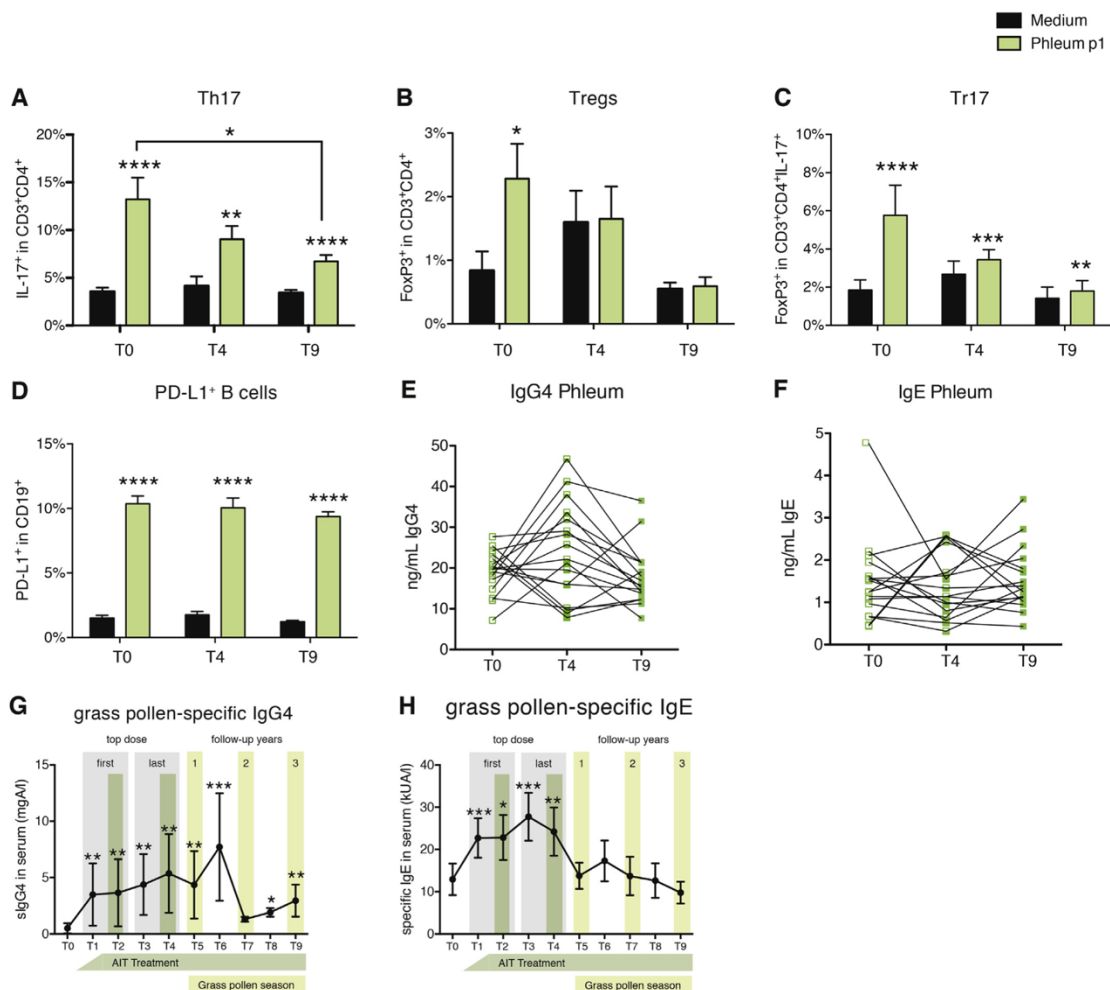 Medium
Phleum p1
A Th17
IL-17+ in CD3+CD4+
20%
15%
10%
5%
0%
*
****
**
****
T0 T4 T9
B Tregs
FoxP3+ in CD3+CD4+
3%
2%
1%
0%
*
T0 T4 T9
C Tr17
FoxP3+ in CD3+CD4+IL-17+
10%
8%
6%
4%
2%
0%
****
***
**
T0 T4 T9
D PD-L1+ B cells
PD-L1+ in CD19+
15%
10%
5%
0%
**** **** ****
T0 T4 T9
E IgG4 Phleum
ng/mL IgG4
50
40
30
20
10
0
T0 T4 T9
F IgE Phleum
ng/mL IgE
5
4
3
2
1
0
T0 T4 T9
G grass pollen-specific IgG4
top dose follow-up years
first last 1 2 3
sIgG4 in serum (mgA/l)
15
10
5
0
** ** ** ** ** *** * **
T0 T1 T2 T3 T4 T5 T6 T7 T8 T9
AIT Treatment
Grass pollen season
H grass pollen-specific IgE
top dose follow-up years
first last 1 2 3
specific IgE in serum (kUA/l)
40
30
20
10
0
*** * *** **
T0 T1 T2 T3 T4 T5 T6 T7 T8 T9
AIT Treatment
Grass pollen season